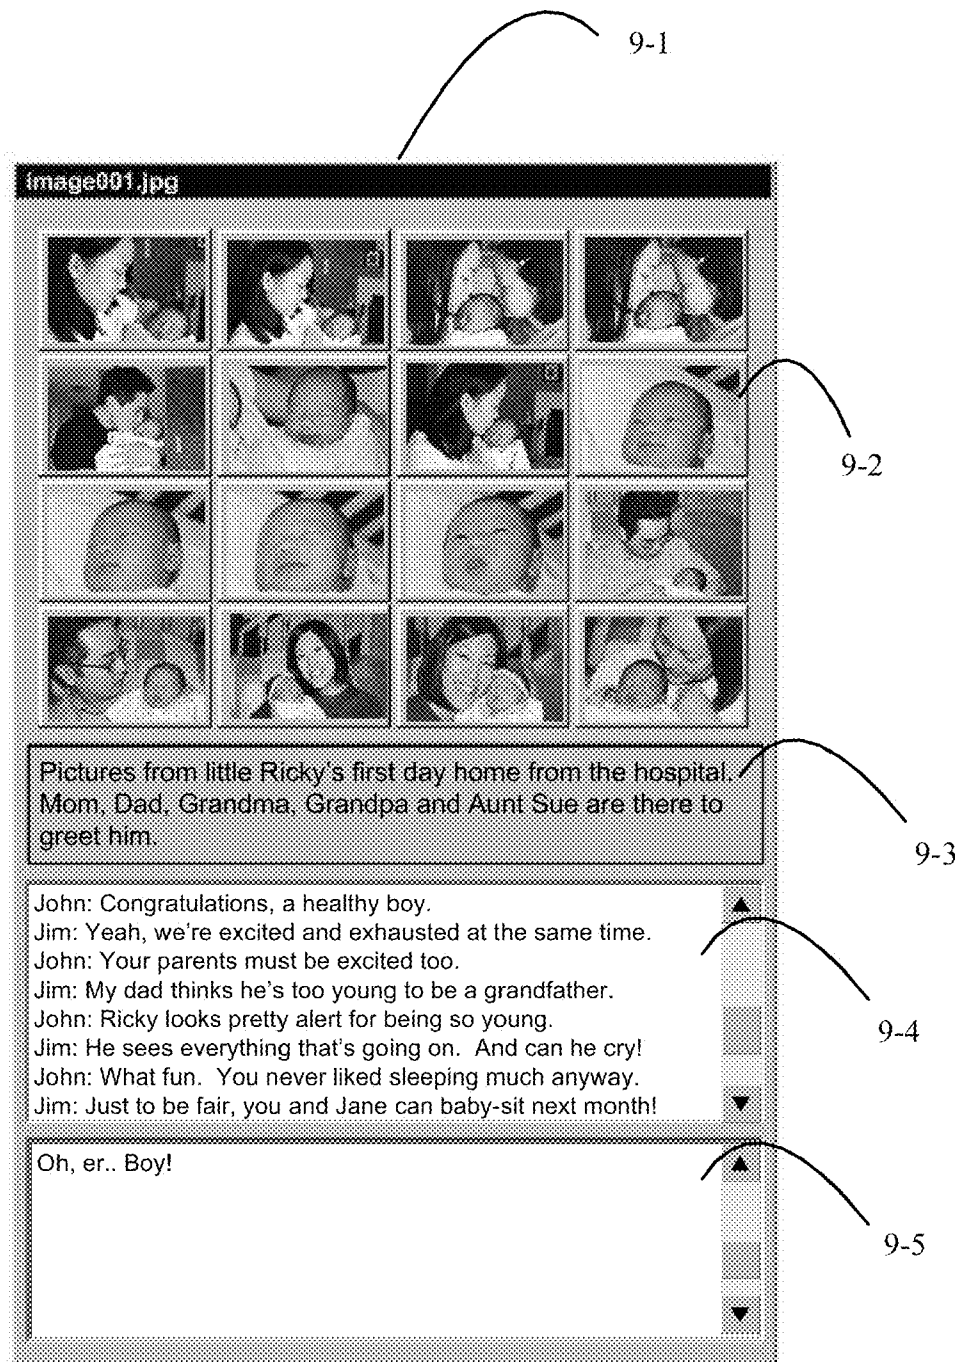 9-1
image001.jpg
9-2
Pictures from little Ricky's first day home from the hospital.
Mom, Dad, Grandma, Grandpa and Aunt Sue are there to
greet him.
9-3
John: Congratulations, a healthy boy.
Jim: Yeah, we're excited and exhausted at the same time.
John: Your parents must be excited too.
Jim: My dad thinks he's too young to be a grandfather.
John: Ricky looks pretty alert for being so young.
Jim: He sees everything that's going on.  And can he cry!
John: What fun.  You never liked sleeping much anyway.
Jim: Just to be fair, you and Jane can baby-sit next month!
9-4
Oh, er.. Boy!
9-5